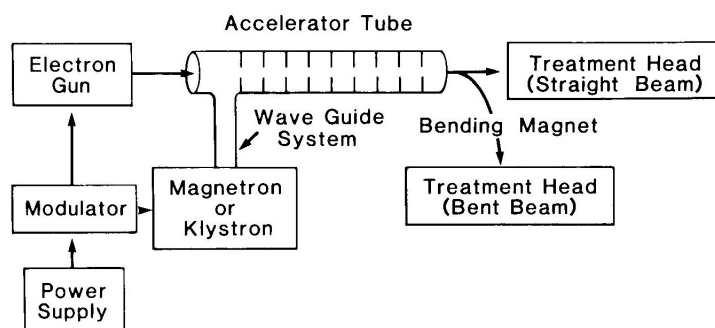 Accelerator Tube
Electron
Gun
Treatment Head
(Straight Beam)
Wave Guide
System
Bending Magnet
Modulator
Magnetron
or
Klystron
Treatment Head
(Bent Beam)
Power
Supply